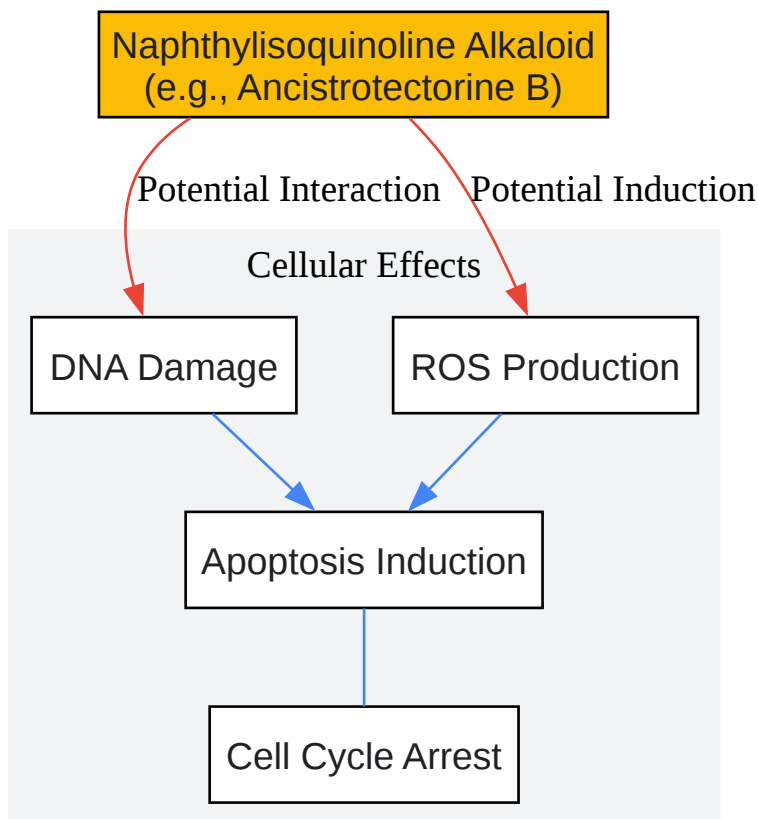 Naphthylisoquinoline Alkaloid
(e.g., Ancistrotectorine B)
Potential Interaction
Potential Induction
Cellular Effects
DNA Damage
ROS Production
Apoptosis Induction
Cell Cycle Arrest